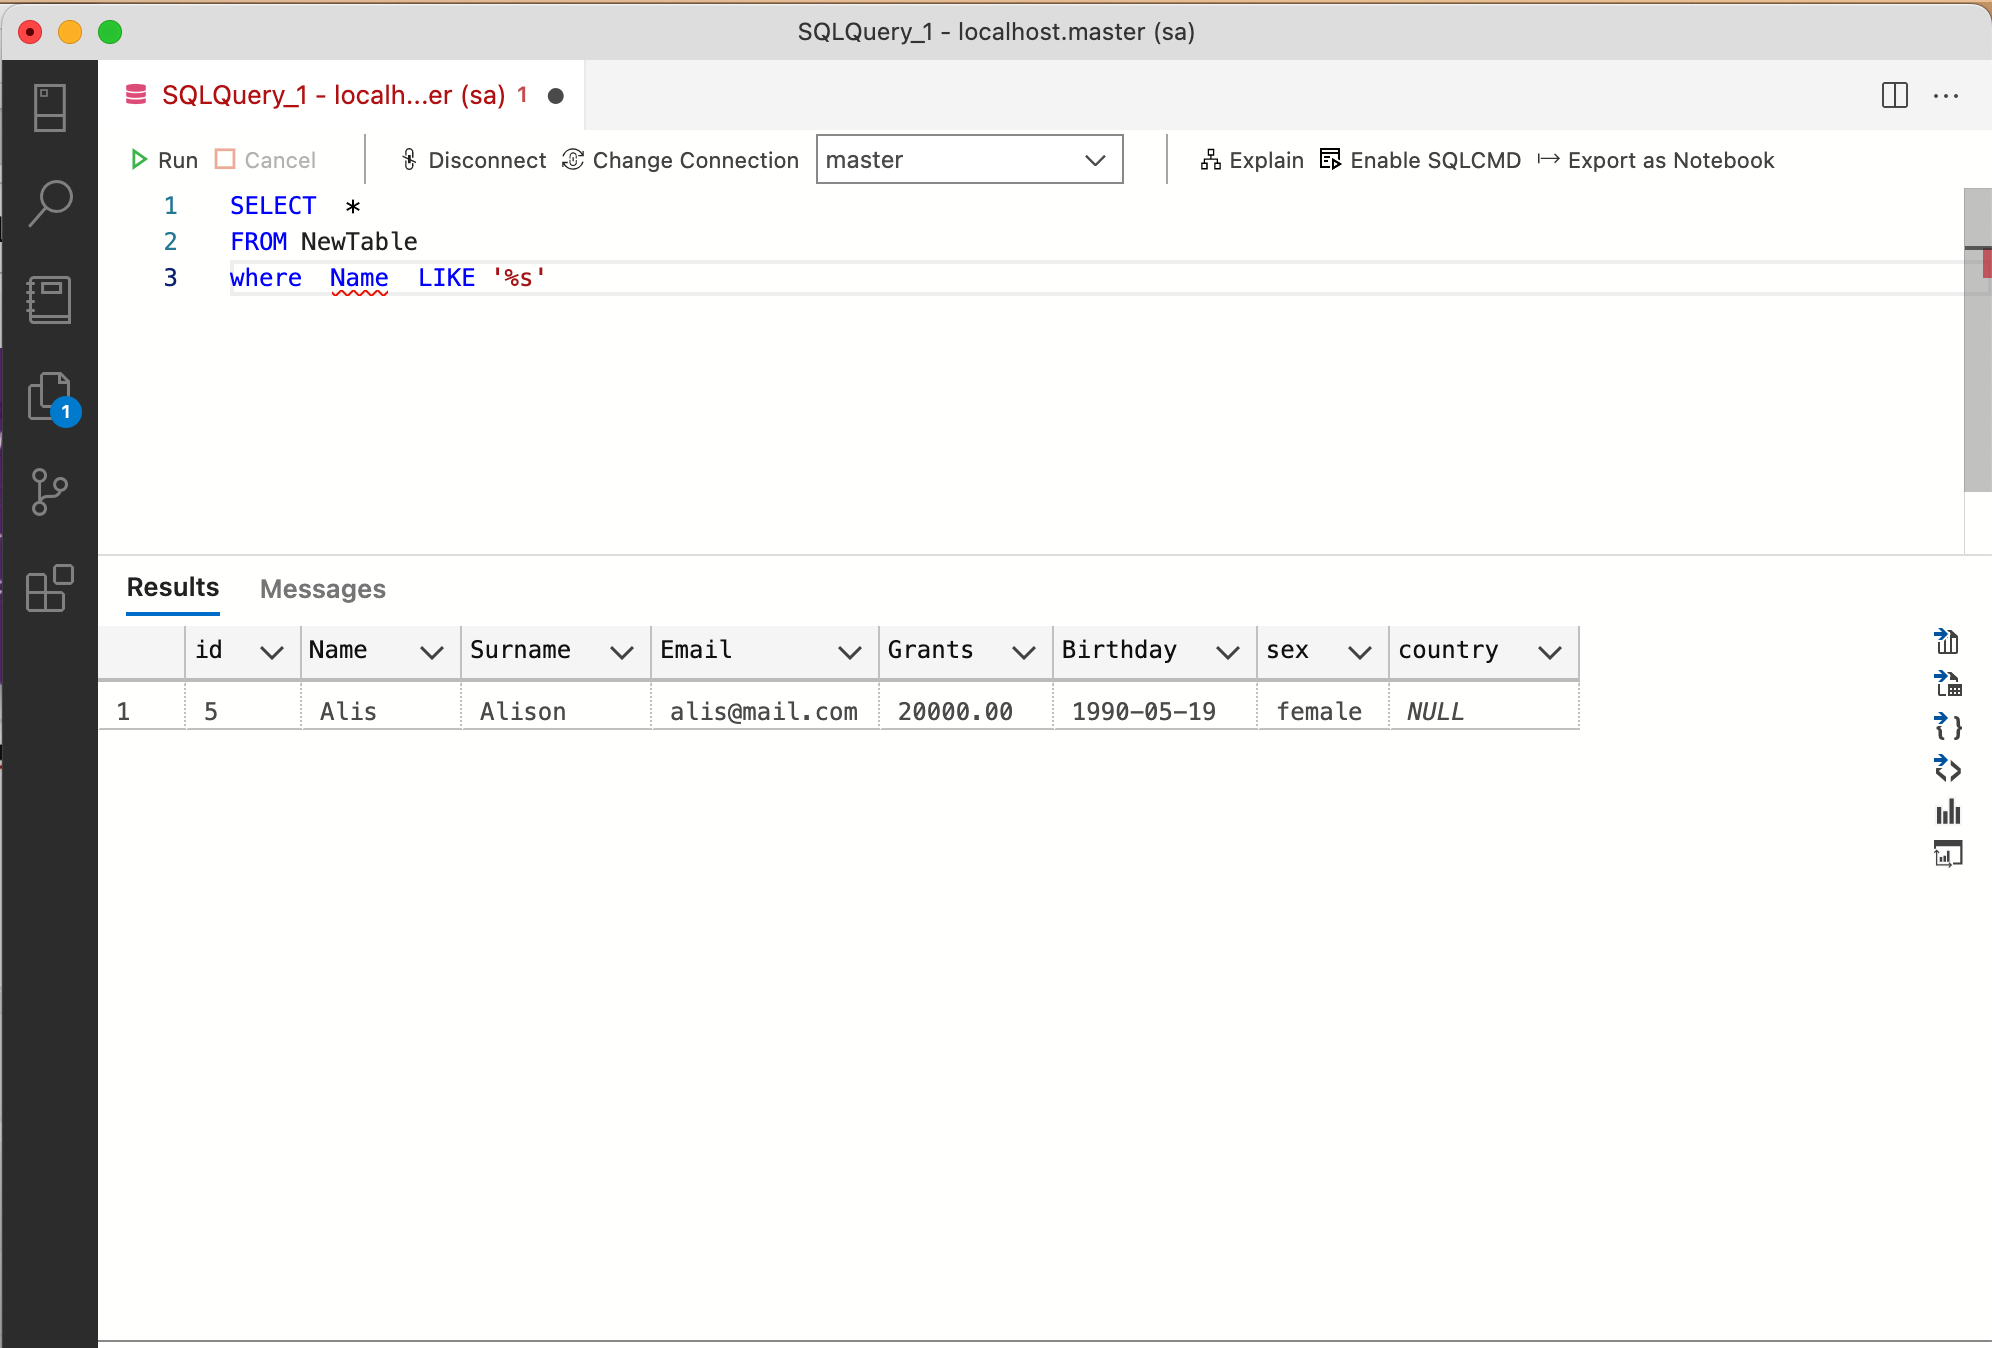 SQLQuery_1 - localhost.master (sa)
SQLQuery_1 - localh...er (sa) 1
Run Cancel Disconnect Change Connection master Explain Enable SQLCMD Export as Notebook
1 SELECT *
2 FROM NewTable
3 where Name LIKE '%s'
1
Results Messages
id Name Surname Email Grants Birthday sex country
1 5 Alis Alison alis@mail.com 20000.00 1990-05-19 female NULL